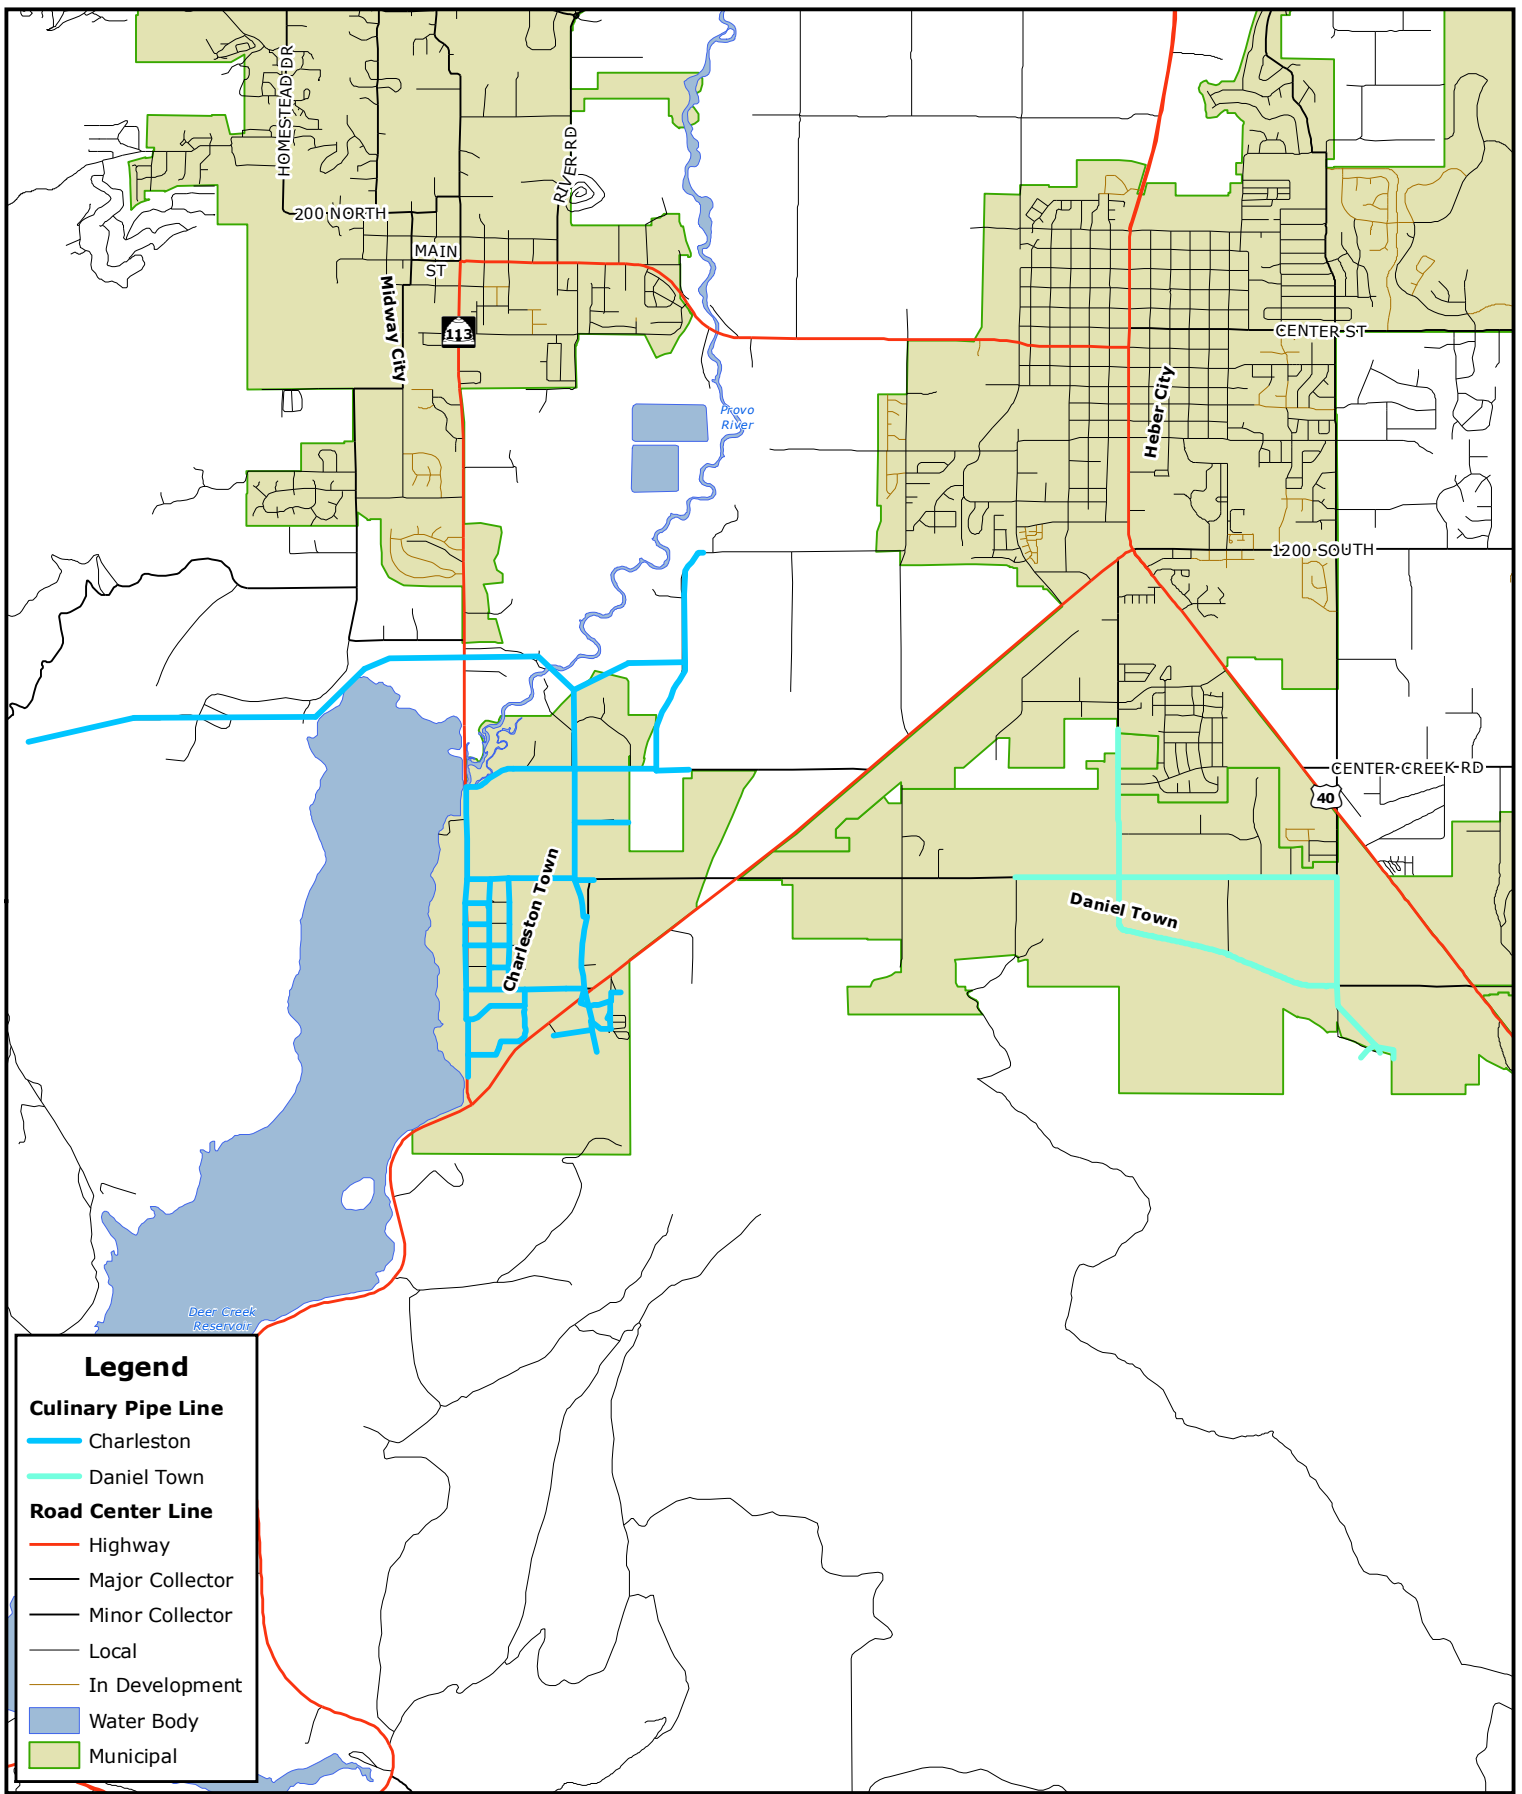 HOMESTEAD DR
RIVER RD
200 NORTH
MAIN
ST
Midway City
113
CENTER ST
Heber City
Provo
River
1200 SOUTH
CENTER CREEK RD
40
Charleston Town
Daniel Town
Deer Creek
Reservoir
Legend
Culinary Pipe Line
Charleston
Daniel Town
Road Center Line
Highway
Major Collector
Minor Collector
Local
In Development
Water Body
Municipal